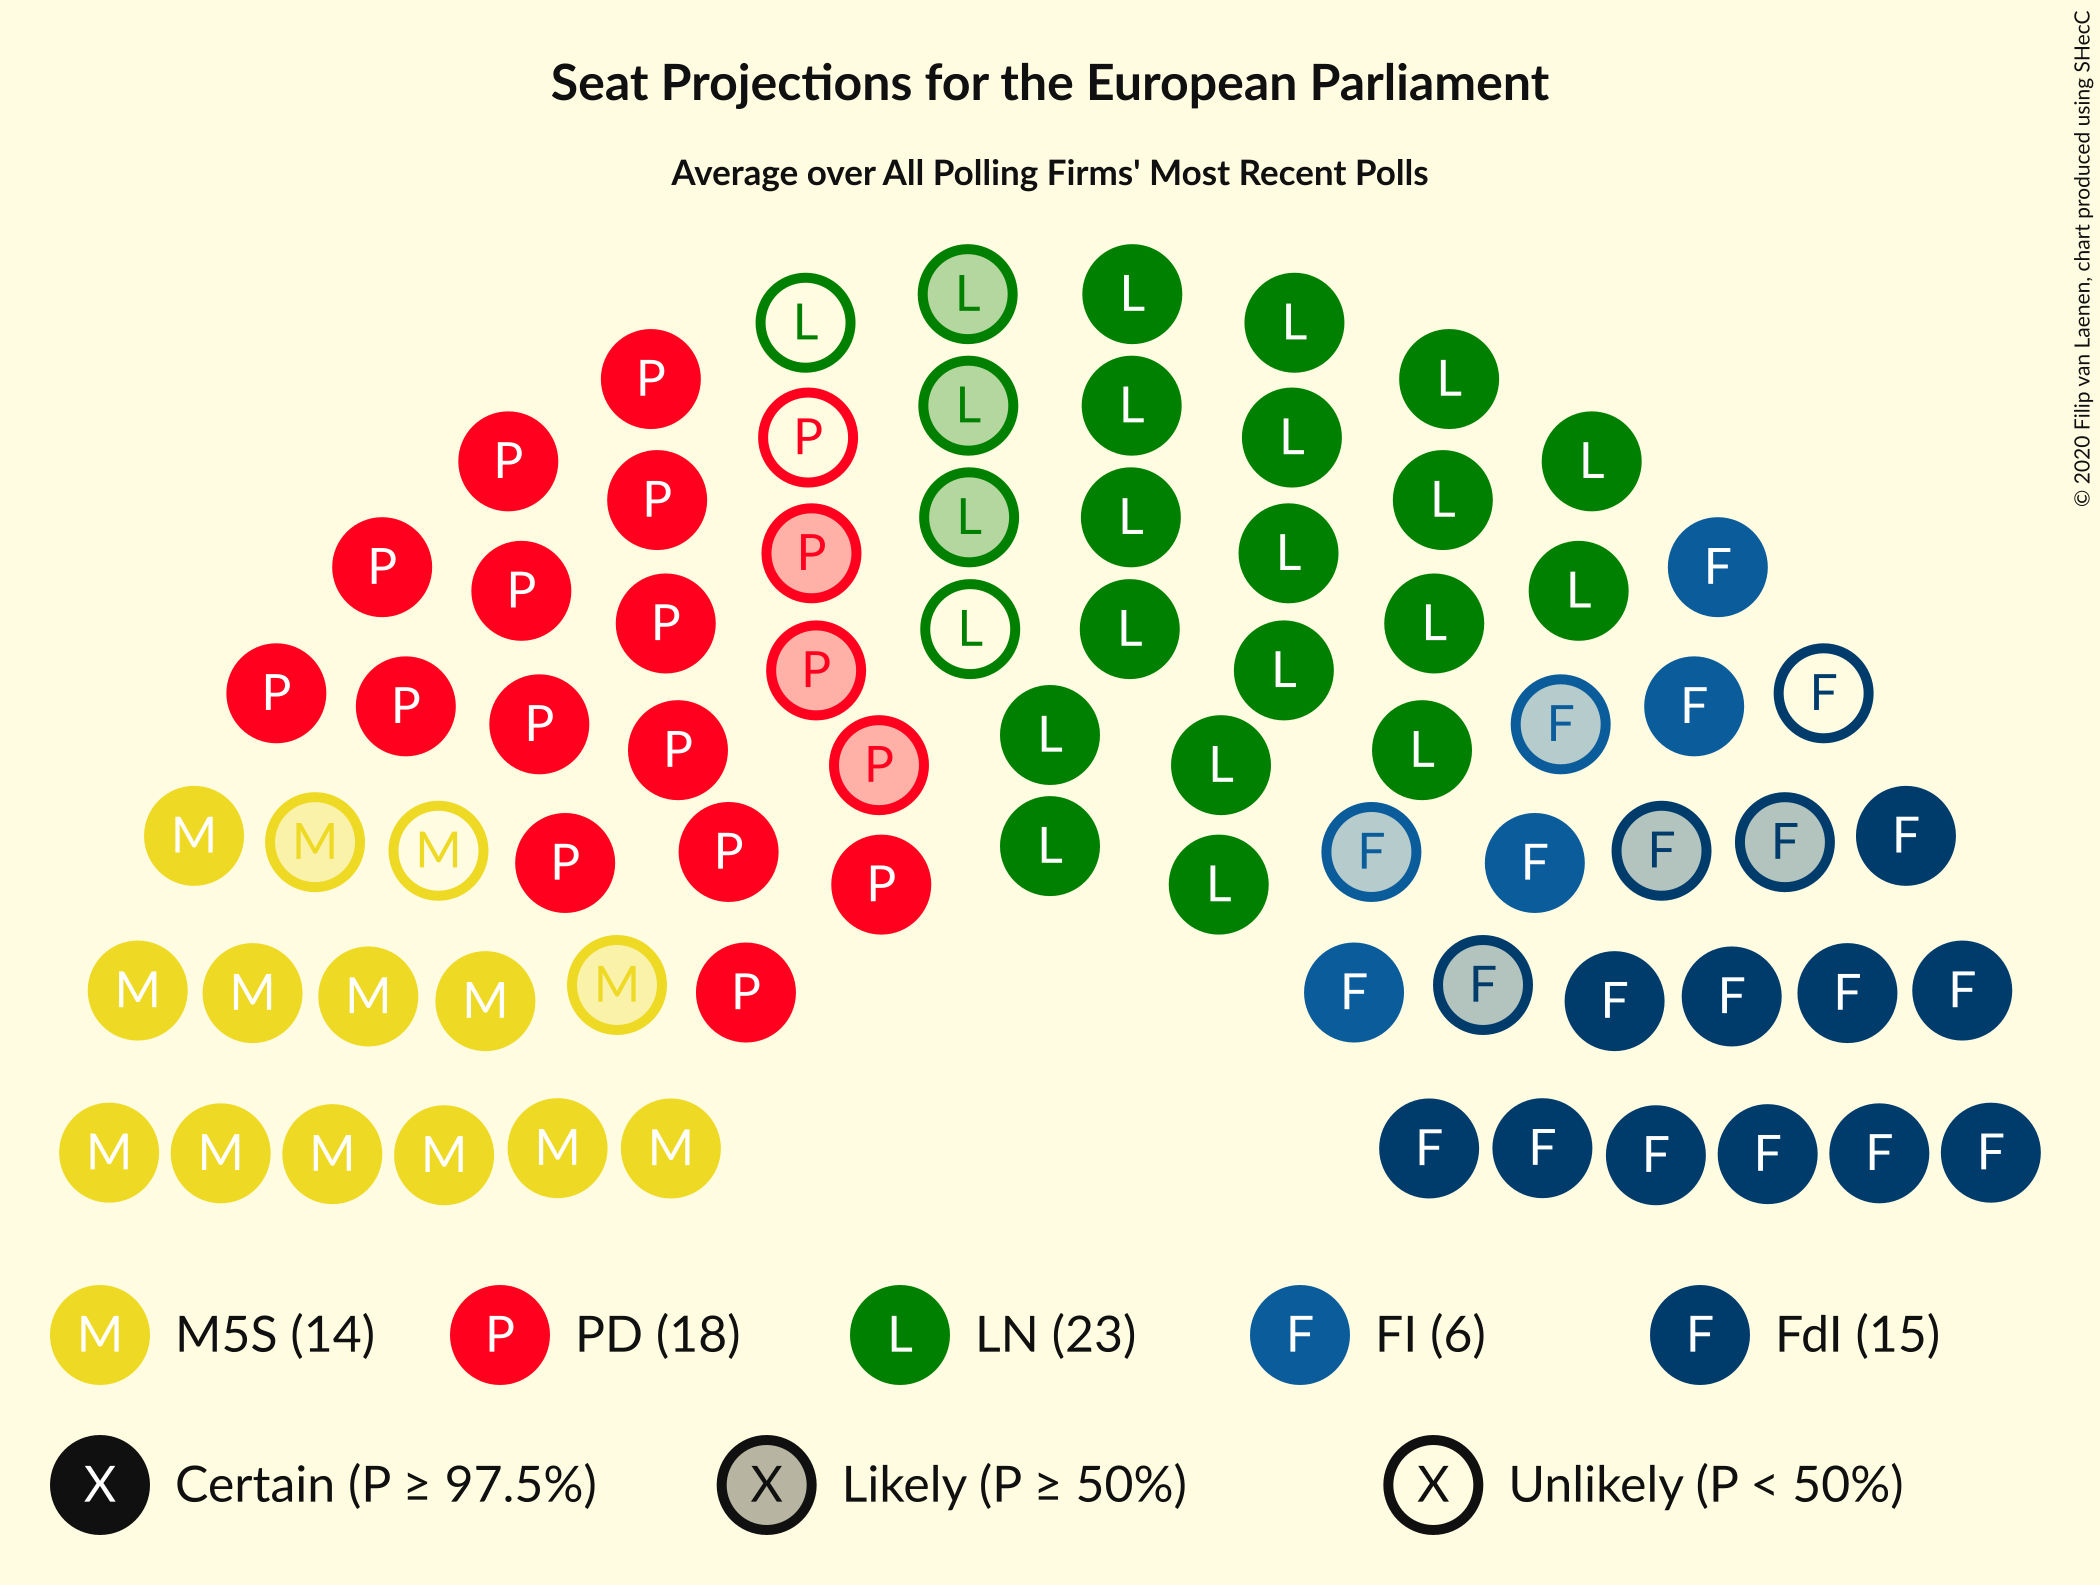 Seat Projections for the European Parliament
Average over All Polling Firms' Most Recent Polls
© 2020 Filip van Laenen, chart produced using SHecC
L L L L
P L
P L L L L
P L
P P L L L L
P P L F
P P L L L L
P P P P F F F
L L P L
M M M P P P L L L F F F F F
M M M M M P F F F F F F
M M M M M M F F F F F F
M M5S (14) P PD (18) L LN (23) F FI (6) F FdI (15)
X Certain (P ≥ 97.5%) X Likely (P ≥ 50%) X Unlikely (P < 50%)